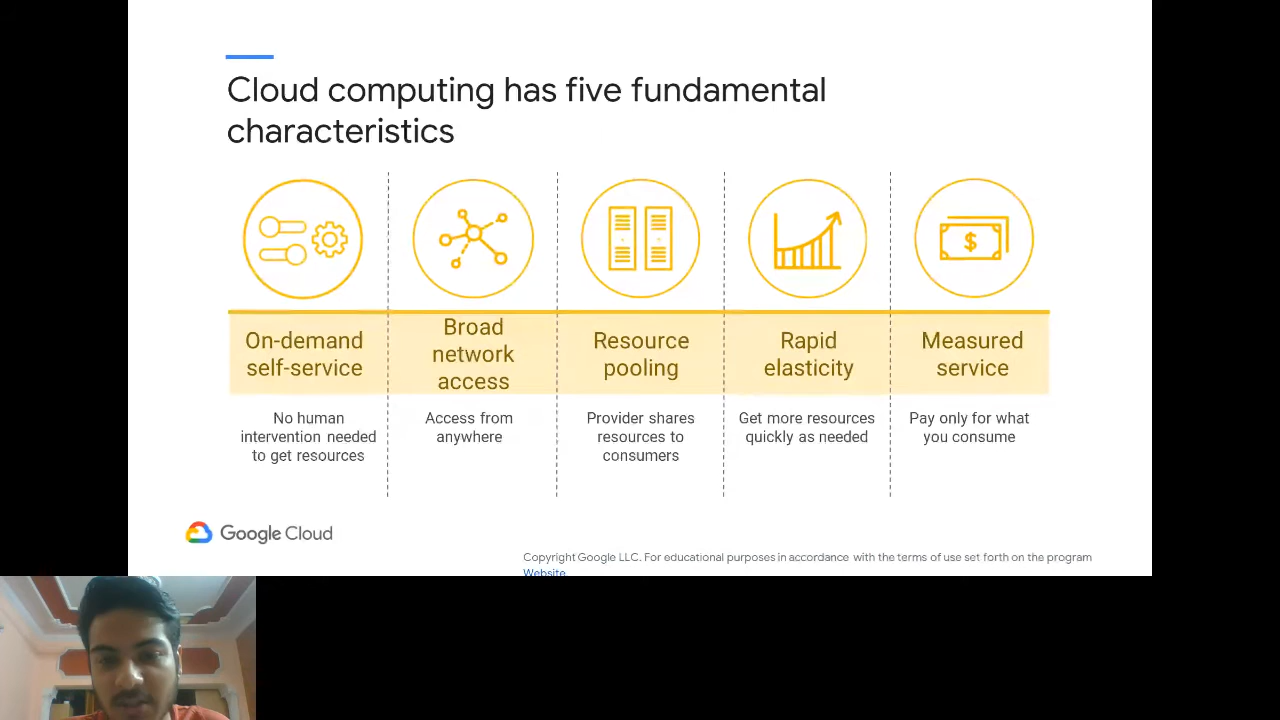 Cloud computing has five fundamental
characteristics
$
On-demand
self-service
Broad
network
access
Resource
pooling
Rapid
elasticity
Measured
service
No human
intervention needed
to get resources
Access from
anywhere
Provider shares
resources to
consumers
Get more resources
quickly as needed
Pay only for what
you consume
Google Cloud
Copyright Google LLC. For educational purposes in accordance with the terms of use set forth on the program
Website.